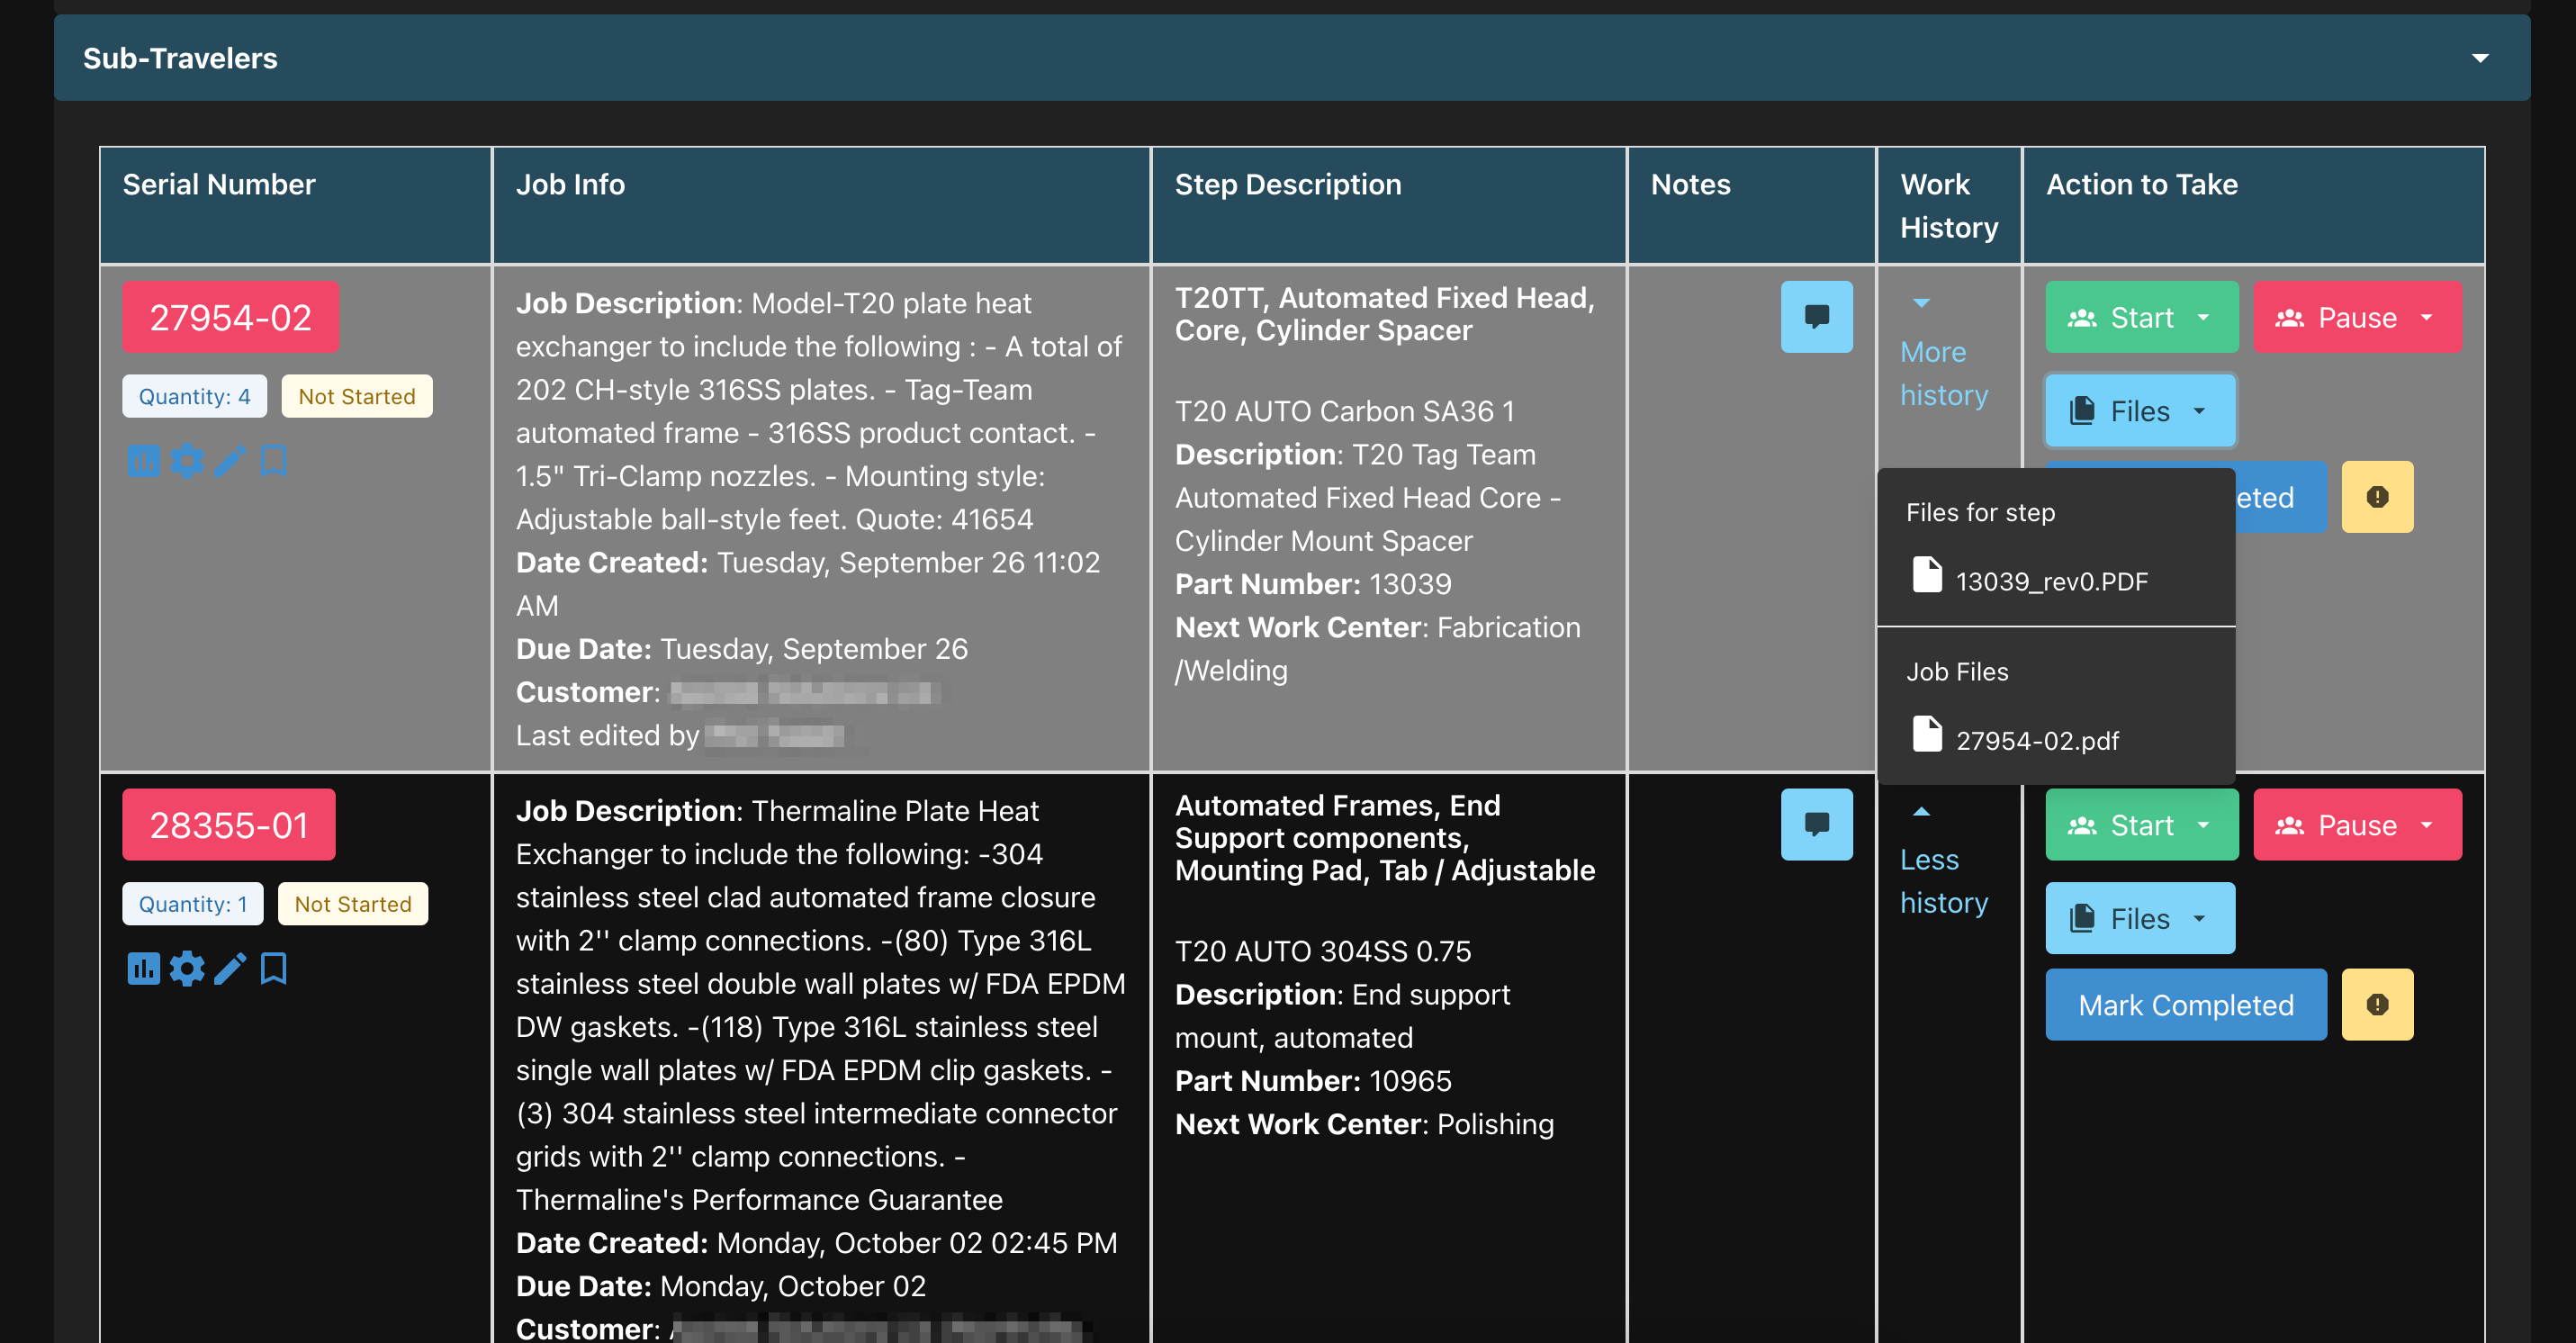 Sub-Travelers
Serial Number
Job Info
Step Description
Notes
Work
History
Action to Take
27954-02
Quantity: 4
Not Started
Job Description: Model-T20 plate heat
exchanger to include the following : - A total of
202 CH-style 316SS plates. - Tag-Team
automated frame - 316SS product contact. -
1.5" Tri-Clamp nozzles. - Mounting style:
Adjustable ball-style feet. Quote: 41654
Date Created: Tuesday, September 26 11:02
AM
Due Date: Tuesday, September 26
Customer:
Last edited by
T20TT, Automated Fixed Head,
Core, Cylinder Spacer
T20 AUTO Carbon SA36 1
Description: T20 Tag Team
Automated Fixed Head Core -
Cylinder Mount Spacer
Part Number: 13039
Next Work Center: Fabrication
/Welding
More
history
Start
Pause
Files
eted
Files for step
13039_rev0.PDF
Job Files
27954-02.pdf
28355-01
Quantity: 1
Not Started
Job Description: Thermaline Plate Heat
Exchanger to include the following: -304
stainless steel clad automated frame closure
with 2'' clamp connections. -(80) Type 316L
stainless steel double wall plates w/ FDA EPDM
DW gaskets. -(118) Type 316L stainless steel
single wall plates w/ FDA EPDM clip gaskets. -
(3) 304 stainless steel intermediate connector
grids with 2'' clamp connections. -
Thermaline's Performance Guarantee
Date Created: Monday, October 02 02:45 PM
Due Date: Monday, October 02
Customer:
Automated Frames, End
Support components,
Mounting Pad, Tab / Adjustable
T20 AUTO 304SS 0.75
Description: End support
mount, automated
Part Number: 10965
Next Work Center: Polishing
Less
history
Start
Pause
Files
Mark Completed